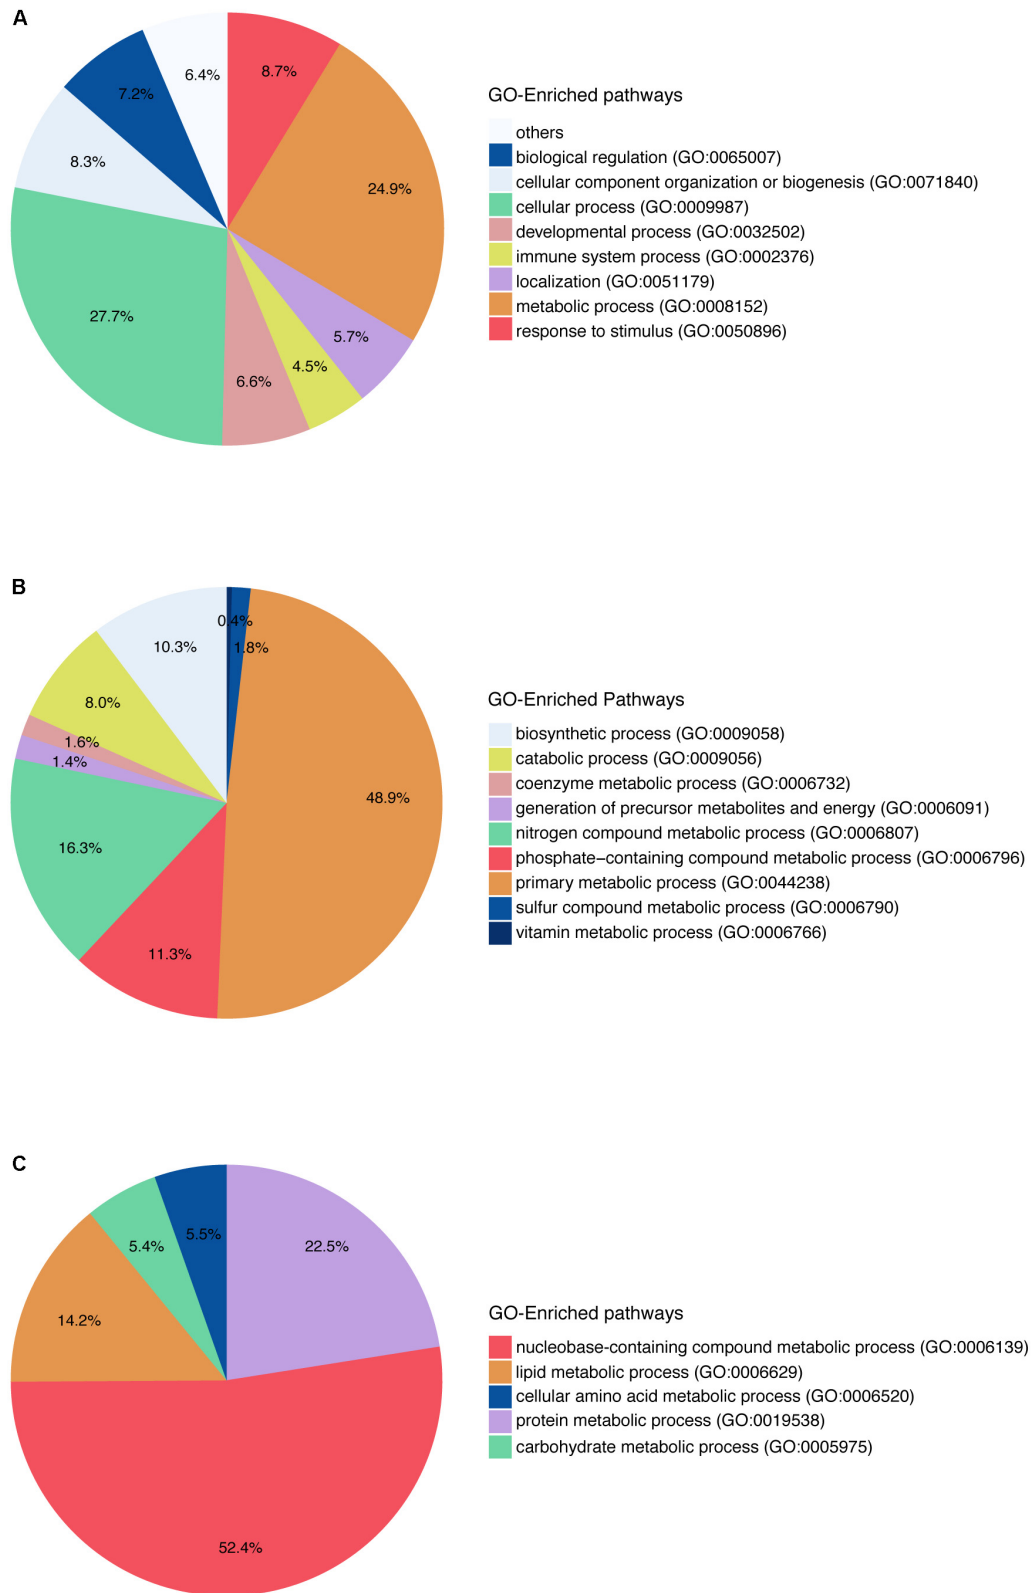 A
6.4%
8.7%
7.2%
8.3%
24.9%
27.7%
5.7%
4.5%
6.6%
GO-Enriched pathways
others
biological regulation (GO:0065007)
cellular component organization or biogenesis (GO:0071840)
cellular process (GO:0009987)
developmental process (GO:0032502)
immune system process (GO:0002376)
localization (GO:0051179)
metabolic process (GO:0008152)
response to stimulus (GO:0050896)
B
0.4%
10.3%
1.8%
8.0%
1.6%
1.4%
48.9%
16.3%
11.3%
GO-Enriched Pathways
biosynthetic process (GO:0009058)
catabolic process (GO:0009056)
coenzyme metabolic process (GO:0006732)
generation of precursor metabolites and energy (GO:0006091)
nitrogen compound metabolic process (GO:0006807)
phosphate−containing compound metabolic process (GO:0006796)
primary metabolic process (GO:0044238)
sulfur compound metabolic process (GO:0006790)
vitamin metabolic process (GO:0006766)
C
5.5%
5.4%
22.5%
14.2%
52.4%
GO-Enriched pathways
nucleobase-containing compound metabolic process (GO:0006139)
lipid metabolic process (GO:0006629)
cellular amino acid metabolic process (GO:0006520)
protein metabolic process (GO:0019538)
carbohydrate metabolic process (GO:0005975)